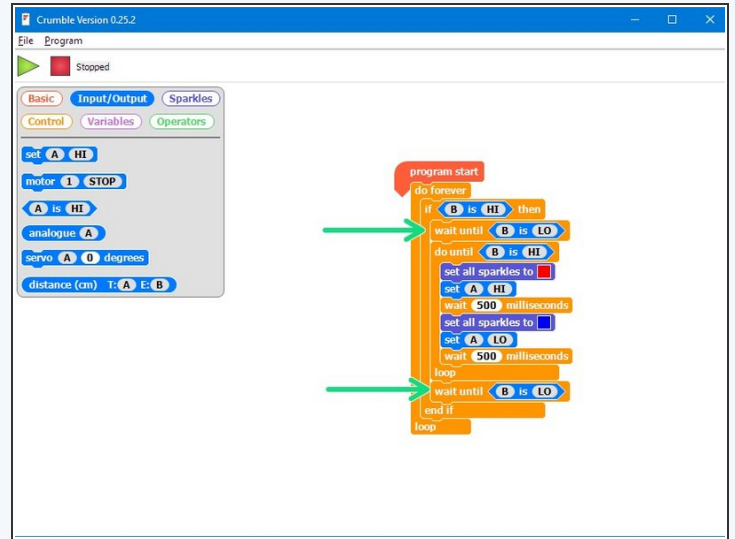 Crumble Version 0.25.2
File Program
Stopped
Basic Input/Output Sparkles
Control Variables Operators
set A HI
motor 1 STOP
A is HI
analogue A
servo A 0 degrees
distance (cm) T: A E: B
program start
do forever
if B is HI then
wait until B is LO
do until B is HI
set all sparkles to
set A HI
wait 500 milliseconds
set all sparkles to
set A LO
wait 500 milliseconds
loop
wait until B is LO
end if
loop